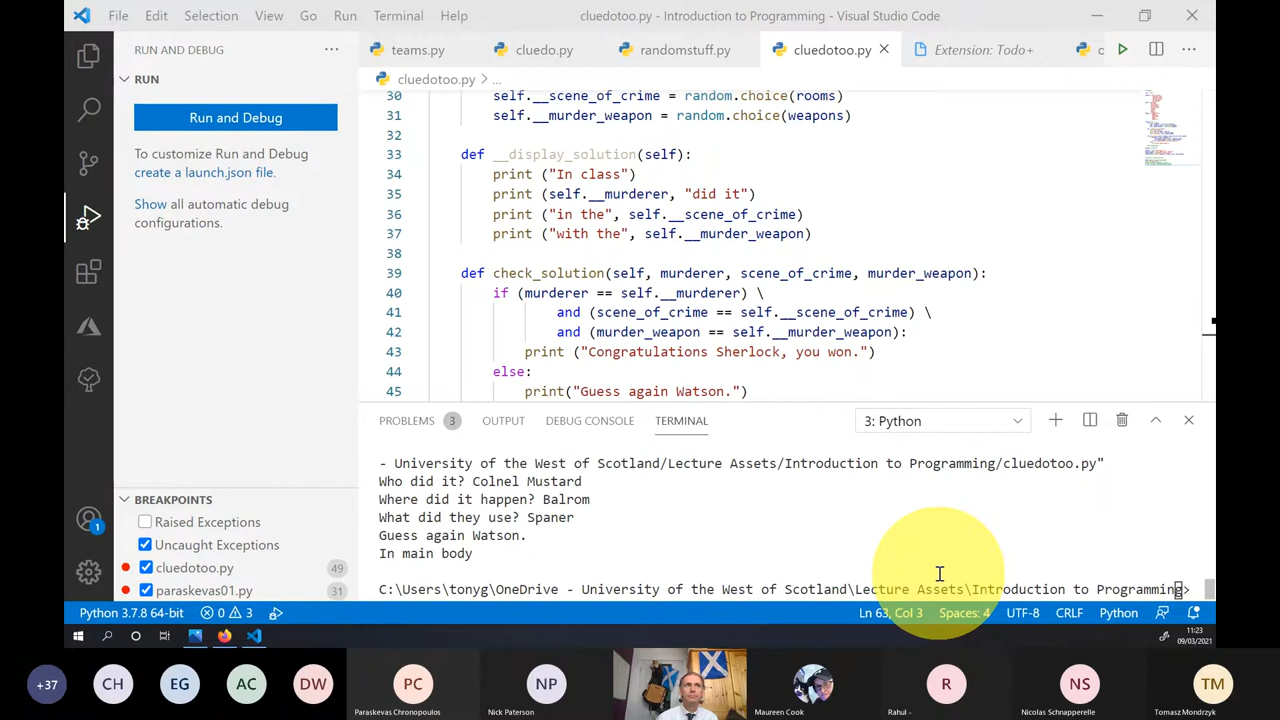 File Edit Selection View Go Run Terminal Help cluedotoo.py - Introduction to Programming - Visual Studio Code
RUN AND DEBUG
teams.py cluedo.py randomstuff.py cluedotoo.py Extension: Todo+
RUN
cluedotoo.py > ...
Run and Debug
To customize Run and Debug
create a launch.json file.
Show all automatic debug
configurations.
30 self.__scene_of_crime = random.choice(rooms)
31 self.__murder_weapon = random.choice(weapons)
32
33 def __display_solution(self):
34 print ("In class")
35 print (self.__murderer, "did it")
36 print ("in the", self.__scene_of_crime)
37 print ("with the", self.__murder_weapon)
38
39 def check_solution(self, murderer, scene_of_crime, murder_weapon):
40 if (murderer == self.__murderer) \
41 and (scene_of_crime == self.__scene_of_crime) \
42 and (murder_weapon == self.__murder_weapon):
43 print ("Congratulations Sherlock, you won.")
44 else:
45 print("Guess again Watson.")
PROBLEMS 3 OUTPUT DEBUG CONSOLE TERMINAL 3: Python
- University of the West of Scotland/Lecture Assets/Introduction to Programming/cluedotoo.py"
Who did it? Colnel Mustard
Where did it happen? Balrom
What did they use? Spaner
Guess again Watson.
In main body
C:\Users\tonyg\OneDrive - University of the West of Scotland\Lecture Assets\Introduction to Programming>
BREAKPOINTS
Raised Exceptions
Uncaught Exceptions
cluedotoo.py 49
paraskevas01.py 31
1
Python 3.7.8 64-bit 0 3 Ln 63, Col 3 Spaces: 4 UTF-8 CRLF Python
11:23
09/03/2021
+37 CH EG AC DW PC NP R NS TM
Paraskevas Chronopoulos Nick Paterson Maureen Cook Rahul - Nicolas Schnapperelle Tomasz Mondrzyk